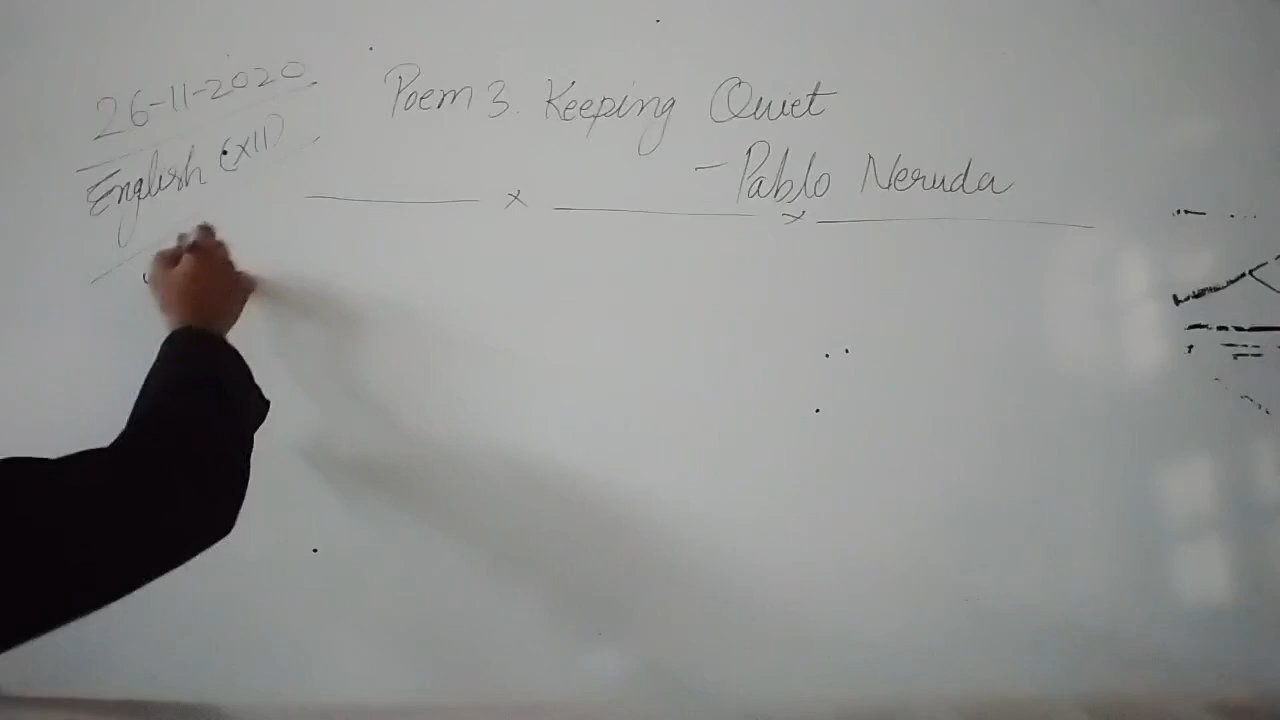 26-11-2020
English (XII)
Poem 3. Keeping Quiet
- Pablo Neruda
x x